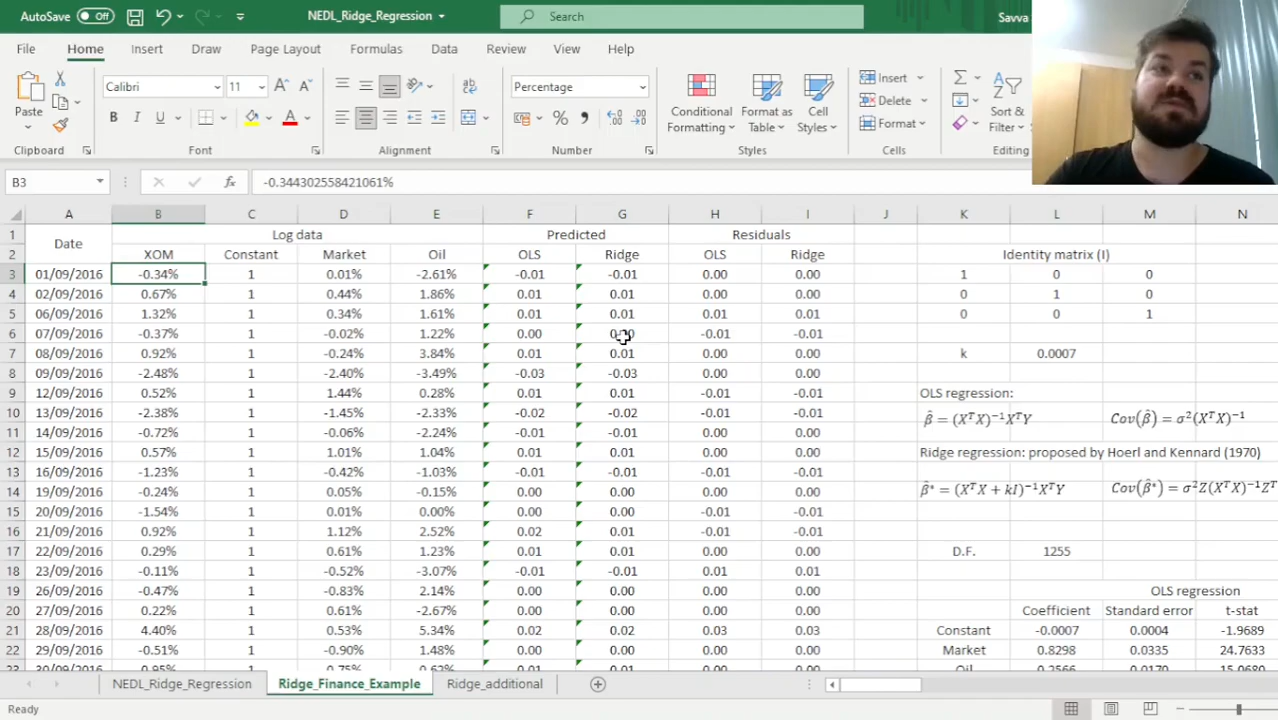 AutoSave Off NEDL_Ridge_Regression Search Savva
File Home Insert Draw Page Layout Formulas Data Review View Help
Paste Calibri 11 Percentage Conditional Formatting Format as Table Cell Styles Insert Delete Format Sort & Filter
Clipboard Font Alignment Number Styles Cells Editing
B3 fx -0.344302558421061%
A B C D E F G H I J K L M N
1 Date Log data Predicted Residuals
2 XOM Constant Market Oil OLS Ridge OLS Ridge Identity matrix (I)
3 01/09/2016 -0.34% 1 0.01% -2.61% -0.01 -0.01 0.00 0.00 1 0 0
4 02/09/2016 0.67% 1 0.44% 1.86% 0.01 0.01 0.00 0.00 0 1 0
5 06/09/2016 1.32% 1 0.34% 1.61% 0.01 0.01 0.01 0.01 0 0 1
6 07/09/2016 -0.37% 1 -0.02% 1.22% 0.00 -0.01 -0.01
7 08/09/2016 0.92% 1 -0.24% 3.84% 0.01 0.01 0.00 0.00 k 0.0007
8 09/09/2016 -2.48% 1 -2.40% -3.49% -0.03 -0.03 0.00 0.00
9 12/09/2016 0.52% 1 1.44% 0.28% 0.01 0.01 -0.01 -0.01 OLS regression:
10 13/09/2016 -2.38% 1 -1.45% -2.33% -0.02 -0.02 -0.01 -0.01 β̂ = (XᵀX)⁻¹XᵀY Cov(β̂) = σ²(XᵀX)⁻¹
11 14/09/2016 -0.72% 1 -0.06% -2.24% -0.01 -0.01 0.00 0.00
12 15/09/2016 0.57% 1 1.01% 1.04% 0.01 0.01 0.00 0.00 Ridge regression: proposed by Hoerl and Kennard (1970)
13 16/09/2016 -1.23% 1 -0.42% -1.03% -0.01 -0.01 -0.01 -0.01
14 19/09/2016 -0.24% 1 0.05% -0.15% 0.00 0.00 0.00 0.00 β̂* = (XᵀX + kI)⁻¹XᵀY Cov(β̂*) = σ²Z(XᵀX)⁻¹Zᵀ
15 20/09/2016 -1.54% 1 0.01% 0.00% 0.00 0.00 -0.01 -0.01
16 21/09/2016 0.92% 1 1.12% 2.52% 0.02 0.01 -0.01 -0.01
17 22/09/2016 0.29% 1 0.61% 1.23% 0.01 0.01 0.00 0.00 D.F. 1255
18 23/09/2016 -0.11% 1 -0.52% -3.07% -0.01 -0.01 0.01 0.01
19 26/09/2016 -0.47% 1 -0.83% 2.14% 0.00 0.00 0.00 0.00 OLS regression
20 27/09/2016 0.22% 1 0.61% -2.67% 0.00 0.00 0.00 0.00 Coefficient Standard error t-stat
21 28/09/2016 4.40% 1 0.53% 5.34% 0.02 0.02 0.03 0.03 Constant -0.0007 0.0004 -1.9689
22 29/09/2016 -0.51% 1 -0.90% 1.48% 0.00 0.00 0.00 0.00 Market 0.8298 0.0335 24.7633
NEDL_Ridge_Regression Ridge_Finance_Example Ridge_additional
Ready